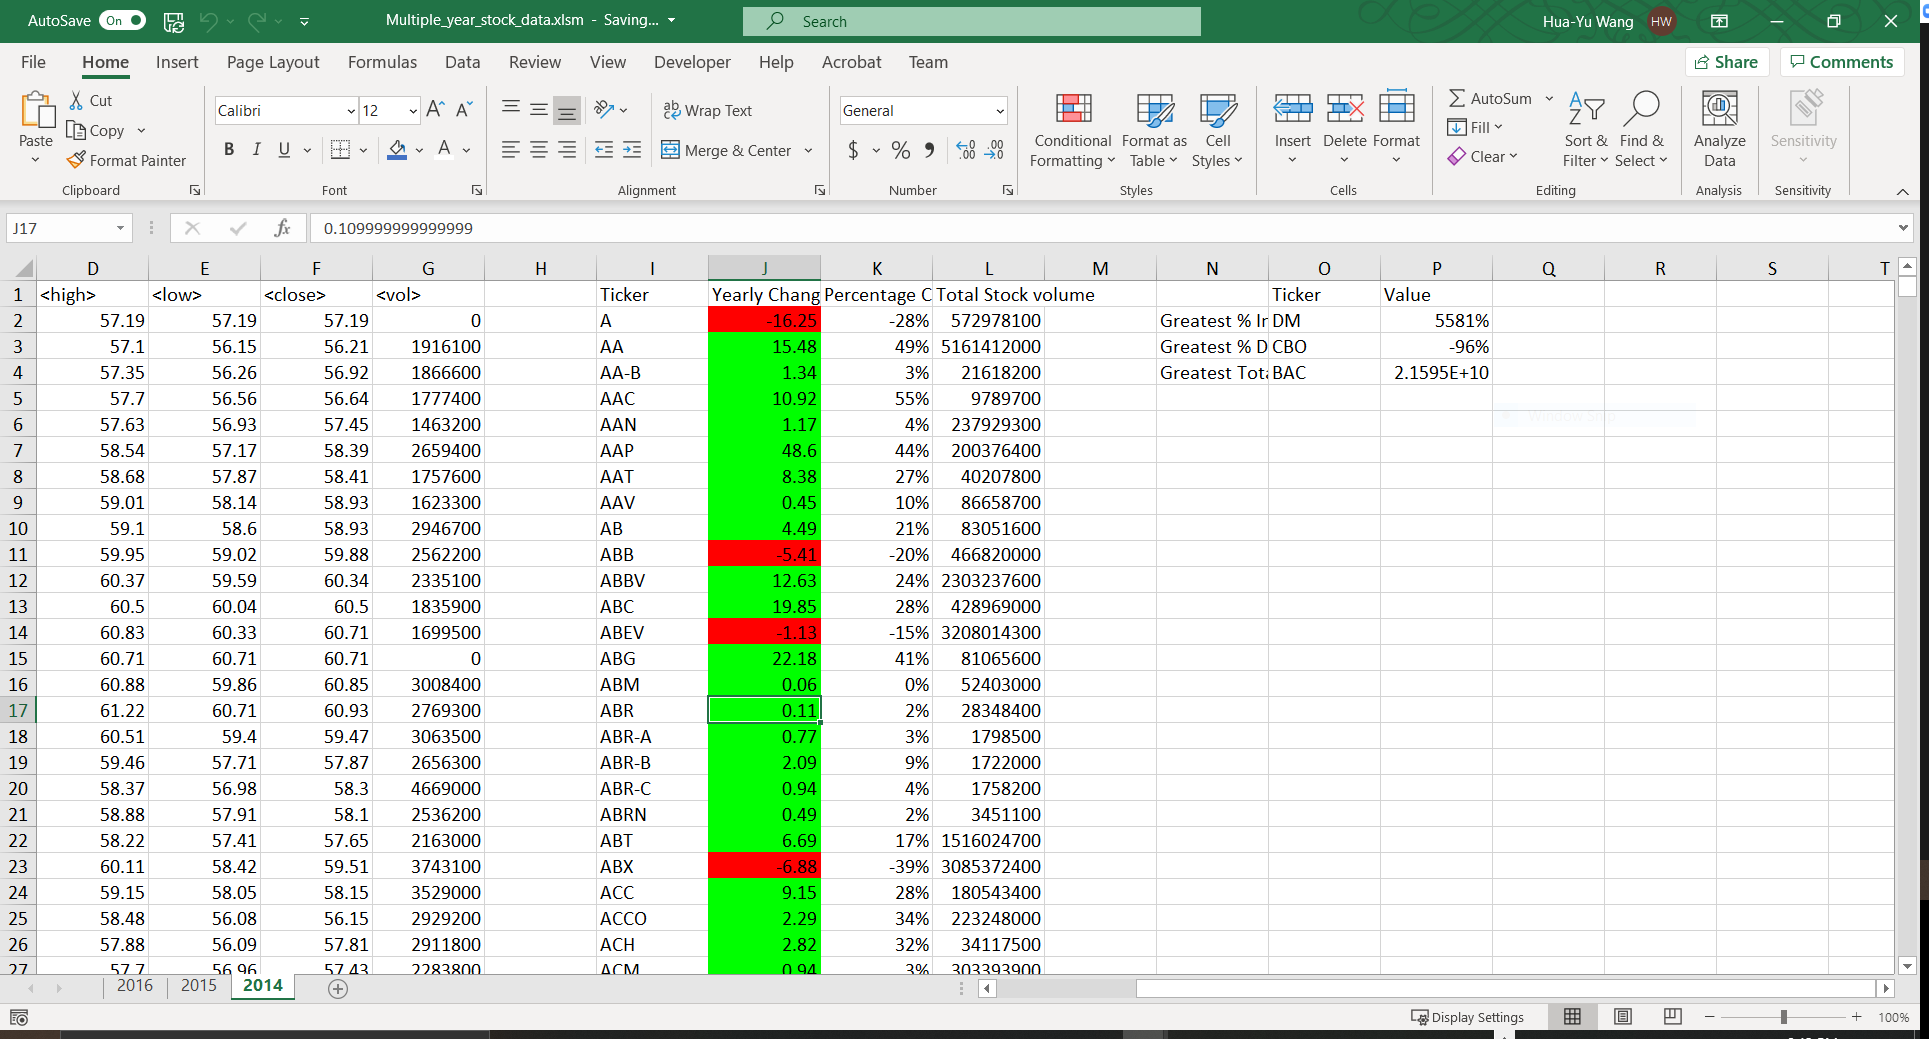 AutoSave On Multiple_year_stock_data.xlsm - Saving... Search Hua-Yu Wang HW
File Home Insert Page Layout Formulas Data Review View Developer Help Acrobat Team Share Comments
Paste Cut Copy Format Painter Clipboard
Calibri 12 A A B I U A Font
ab Wrap Text Merge & Center Alignment
General $ % 9 .00 Number
Conditional Formatting Format as Table Cell Styles Styles
Insert Delete Format Cells
AutoSum Fill Clear Sort & Filter Find & Select Editing
Analyze Data Analysis
Sensitivity Sensitivity
J17 fx 0.109999999999999
D E F G H I J K L M N O P Q R S T
1 <high> <low> <close> <vol> Ticker Yearly Chang Percentage C Total Stock volume Ticker Value
2 57.19 57.19 57.19 0 A -16.25 -28% 572978100 Greatest % In DM 5581%
3 57.1 56.15 56.21 1916100 AA 15.48 49% 5161412000 Greatest % D CBO -96%
4 57.35 56.26 56.92 1866600 AA-B 1.34 3% 21618200 Greatest Tota BAC 2.1595E+10
5 57.7 56.56 56.64 1777400 AAC 10.92 55% 9789700
6 57.63 56.93 57.45 1463200 AAN 1.17 4% 237929300
7 58.54 57.17 58.39 2659400 AAP 48.6 44% 200376400
8 58.68 57.87 58.41 1757600 AAT 8.38 27% 40207800
9 59.01 58.14 58.93 1623300 AAV 0.45 10% 86658700
10 59.1 58.6 58.93 2946700 AB 4.49 21% 83051600
11 59.95 59.02 59.88 2562200 ABB -5.41 -20% 466820000
12 60.37 59.59 60.34 2335100 ABBV 12.63 24% 2303237600
13 60.5 60.04 60.5 1835900 ABC 19.85 28% 428969000
14 60.83 60.33 60.71 1699500 ABEV -1.13 -15% 3208014300
15 60.71 60.71 60.71 0 ABG 22.18 41% 81065600
16 60.88 59.86 60.85 3008400 ABM 0.06 0% 52403000
17 61.22 60.71 60.93 2769300 ABR 0.11 2% 28348400
18 60.51 59.4 59.47 3063500 ABR-A 0.77 3% 1798500
19 59.46 57.71 57.87 2656300 ABR-B 2.09 9% 1722000
20 58.37 56.98 58.3 4669000 ABR-C 0.94 4% 1758200
21 58.88 57.91 58.1 2536200 ABRN 0.49 2% 3451100
22 58.22 57.41 57.65 2163000 ABT 6.69 17% 1516024700
23 60.11 58.42 59.51 3743100 ABX -6.88 -39% 3085372400
24 59.15 58.05 58.15 3529000 ACC 9.15 28% 180543400
25 58.48 56.08 56.15 2929200 ACCO 2.29 34% 223248000
26 57.88 56.09 57.81 2911800 ACH 2.82 32% 34117500
27 57.7 56.96 57.43 2283800 ACM 0.94 3% 303393900
2016 2015 2014
Display Settings 100%